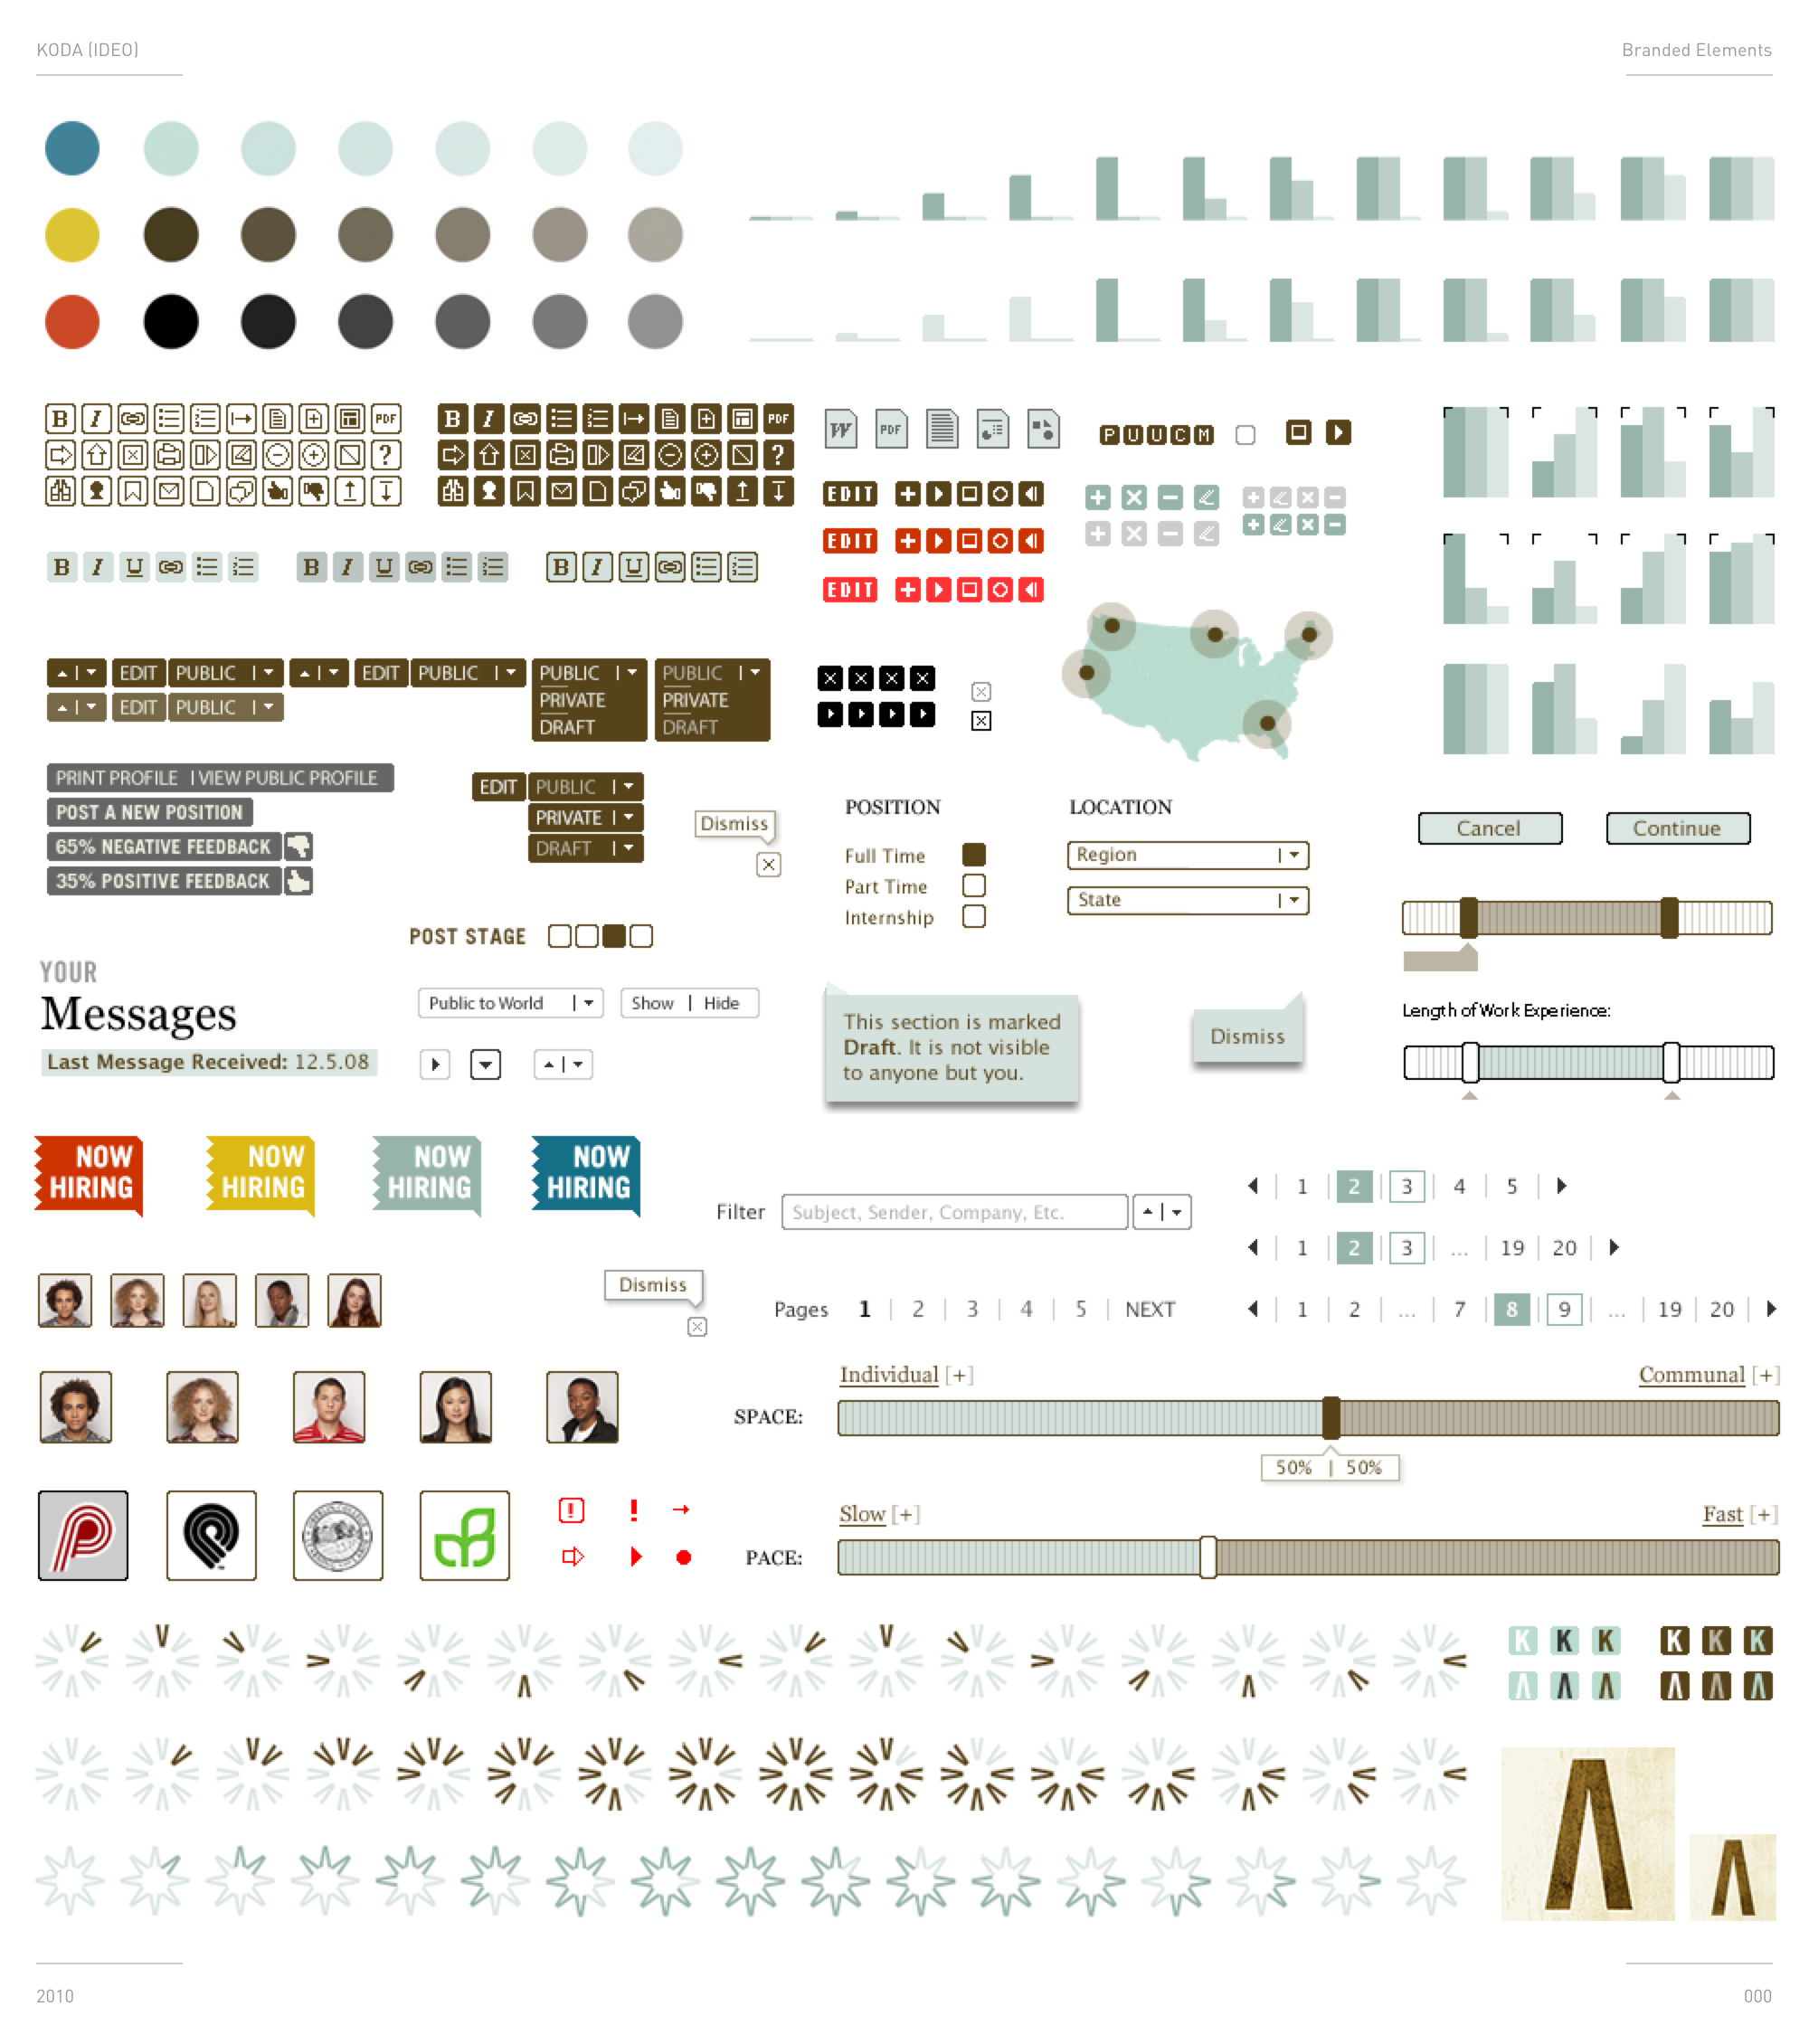 KODA (IDEO)
Branded Elements
B I PDF
B I PDF
?
?
W PDF
P U U C M
EDIT
EDIT
EDIT
B I U
B I U
B I U
EDIT PUBLIC EDIT PUBLIC PUBLIC PUBLIC
EDIT PUBLIC PRIVATE PRIVATE
DRAFT DRAFT
PRINT PROFILE | VIEW PUBLIC PROFILE
POST A NEW POSITION
65% NEGATIVE FEEDBACK
35% POSITIVE FEEDBACK
EDIT PUBLIC
PRIVATE
DRAFT
Dismiss
POSITION
Full Time
Part Time
Internship
LOCATION
Region
State
Cancel
Continue
POST STAGE
YOUR
Messages
Last Message Received: 12.5.08
Public to World
Show | Hide
This section is marked
Draft. It is not visible
to anyone but you.
Dismiss
Length of Work Experience:
NOW
HIRING
NOW
HIRING
NOW
HIRING
NOW
HIRING
Filter Subject, Sender, Company, Etc.
1 | 2 | 3 | 4 | 5
1 | 2 | 3 | ... | 19 | 20
1 | 2 | ... | 7 | 8 | 9 | ... | 19 | 20
Dismiss
Pages 1 | 2 | 3 | 4 | 5 | NEXT
Individual [+]
Communal [+]
SPACE:
50% | 50%
Slow [+]
Fast [+]
PACE:
K K K K K K
2010
000